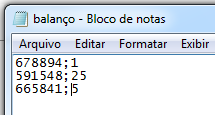 balanço - Bloco de notas
Arquivo Editar Formatar Exibir
678894;1
591548;25
665841;5